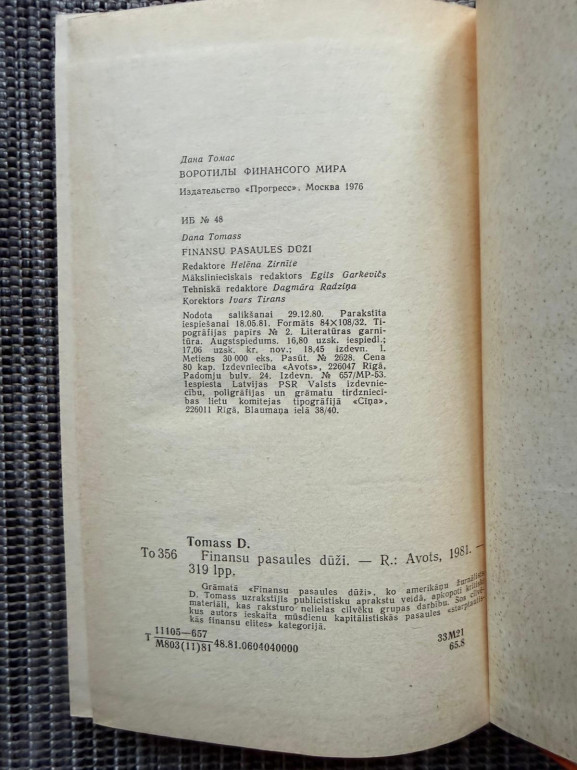 Дана Томас
ВОРОТИЛЫ ФИНАНСОГО МИРА
Издательство «Прогресс». Москва 1976
ИБ № 48
Dana Tomass
FINANSU PASAULES DŪŽI
Redaktore Helēna Zirnīte
Mākslinieciskais redaktors Egils Garkevičs
Tehniskā redaktore Dagmāra Radziņa
Korektors Ivars Tirans
Nodota salikšanai 29.12.80. Parakstīta
iespiešanai 18.05.81. Formāts 84×108/32. Ti-
pogrāfijas papīrs № 2. Literatūras garni-
tūra. Augstspiedums. 16,80 uzsk. iespiedl.;
17,06 uzsk. kr. nov.; 18,45 izdevn. l.
Metiens 30 000 eks. Pasūt. № 2628. Cena
80 kap. Izdevniecība «Avots», 226047 Rīgā,
Padomju bulv. 24. Izdevn. № 657/MP-53.
Iespiesta Latvijas PSR Valsts izdevnie-
cību, poligrāfijas un grāmatu tirdzniec-
bas lietu komitejas tipogrāfijā «Cīņa»,
226011 Rīgā, Blaumaņa ielā 38/40.
Tomass D.
To 356 Finansu pasaules dūži. — R.: Avots, 1981. —
319 lpp.
Grāmatā «Finansu pasaules dūži», ko amerikāņu žurnālists
D. Tomass uzrakstījis publicistisku aprakstu veidā, apkopoti kritiski
materiāli, kas raksturo nelielas cilvēku grupas darbību. Šos cilvē-
kus autors ieskaita mūsdienu kapitālistiskās pasaules «starptautis-
kās finansu elites» kategorijā.
T 11105—657
M803(11)81 48.81.0604040000
33M21
65.8